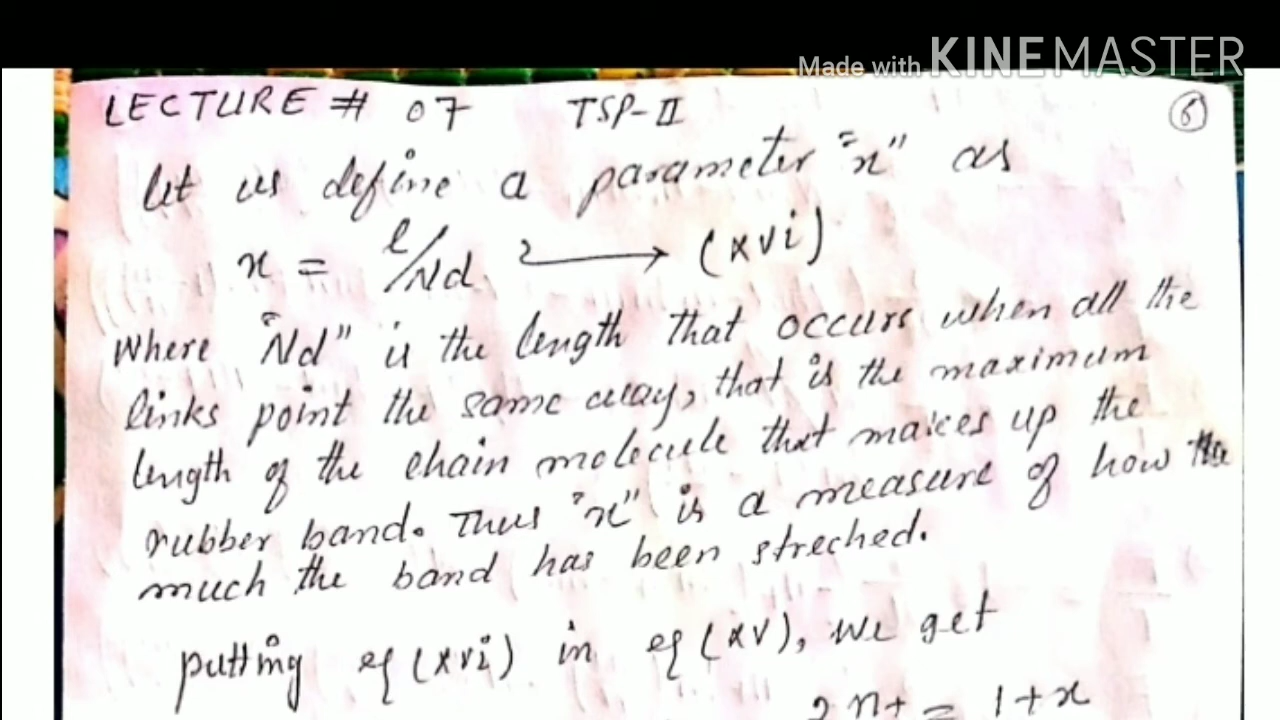 Made with KINEMASTER
LECTURE # 07 TSP-II 6
let us define a parameter "x" as
x = l/Nd → (xvi)
where "Nd" is the length that occurs when all the
links point the same way, that is the maximum
length of the chain molecule that makes up the
rubber band. Thus "x" is a measure of how the
much the band has been streched.
putting eq (xvi) in eq (xv), we get
2n+ = 1+x